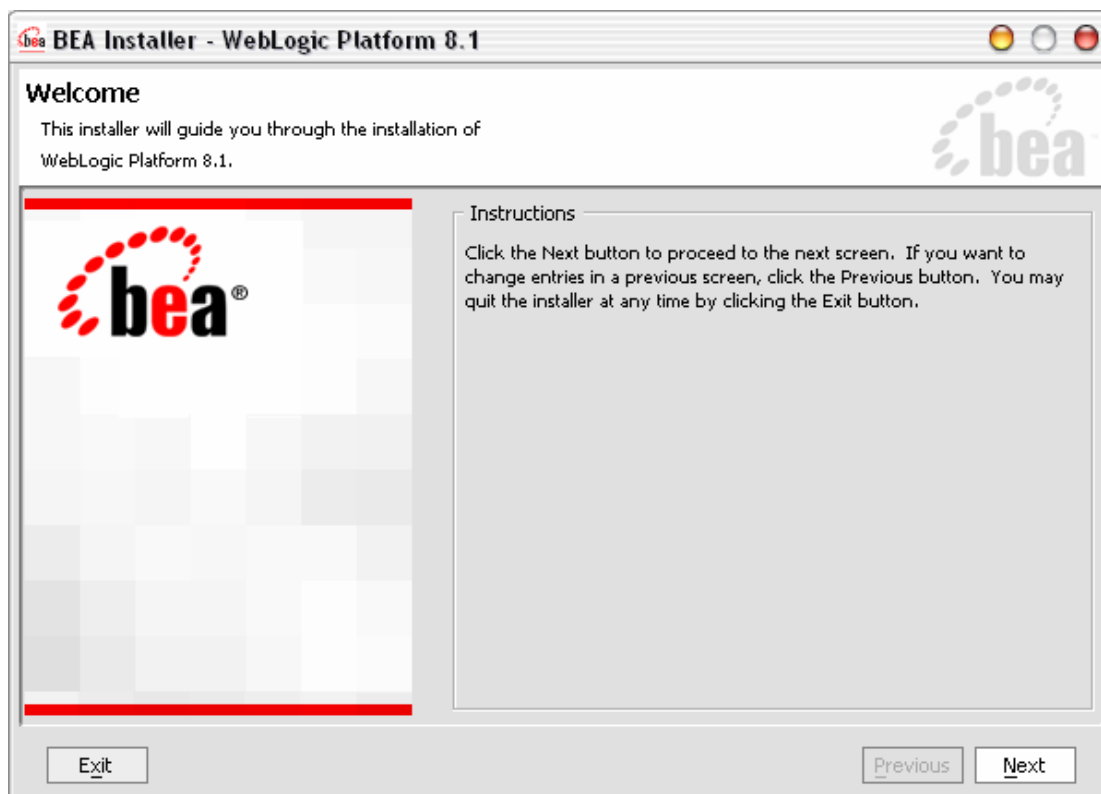 bea BEA Installer - WebLogic Platform 8.1
Welcome
This installer will guide you through the installation of
WebLogic Platform 8.1.
bea
bea®
Instructions
Click the Next button to proceed to the next screen. If you want to
change entries in a previous screen, click the Previous button. You may
quit the installer at any time by clicking the Exit button.
Exit
Previous
Next